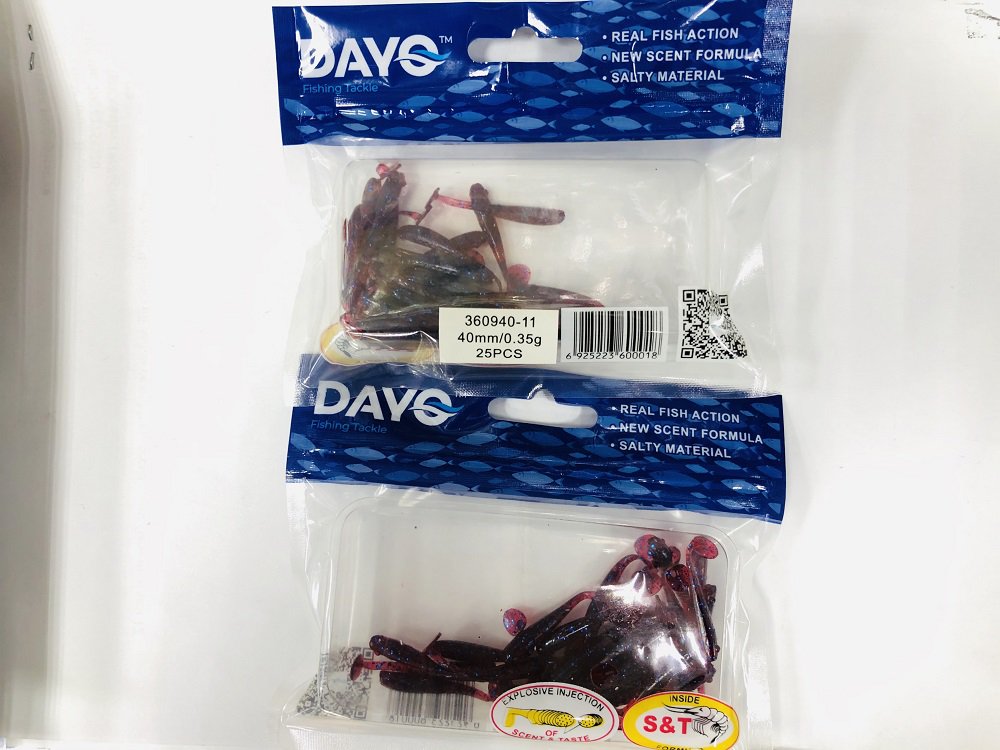 DAYO™
Fishing Tackle
• REAL FISH ACTION
• NEW SCENT FORMULA
• SALTY MATERIAL
360940-11
40mm/0.35g
25PCS
6 925223 600018
DAYO™
Fishing Tackle
• REAL FISH ACTION
• NEW SCENT FORMULA
• SALTY MATERIAL
EXPLOSIVE INJECTION
OF
SCENT & TASTE
INSIDE
S&T